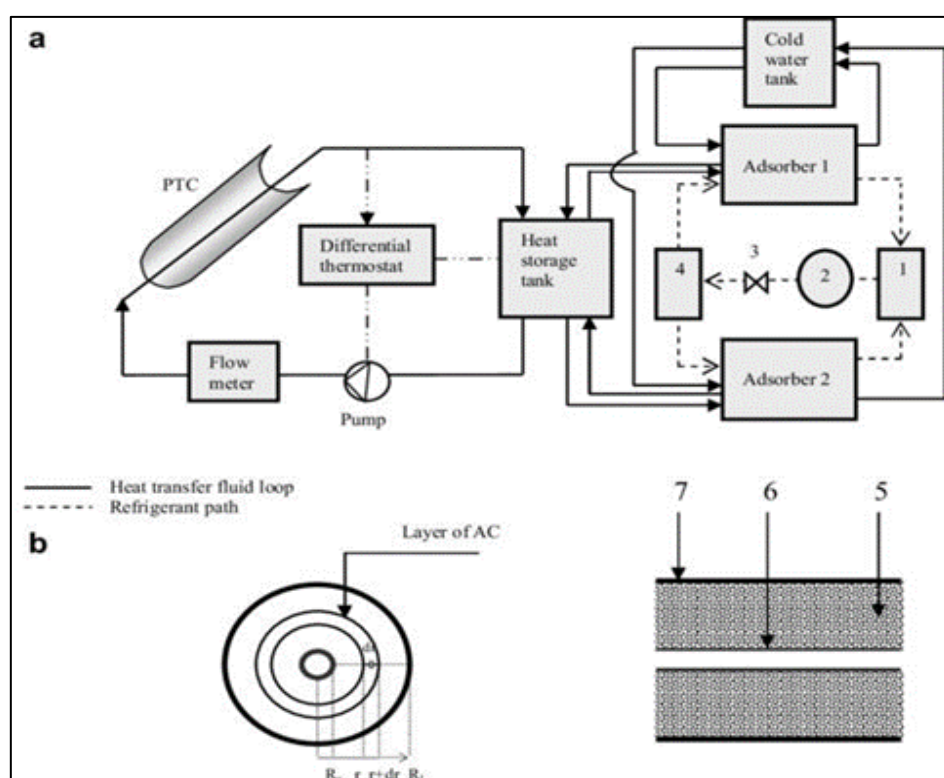 a
Cold
water
tank
PTC
Adsorber 1
Differential
thermostat
Heat
storage
tank
3
4
2
1
Flow
meter
Adsorber 2
Pump
Heat transfer fluid loop
Refrigerant path
7
6
5
b
Layer of AC
r r+dr